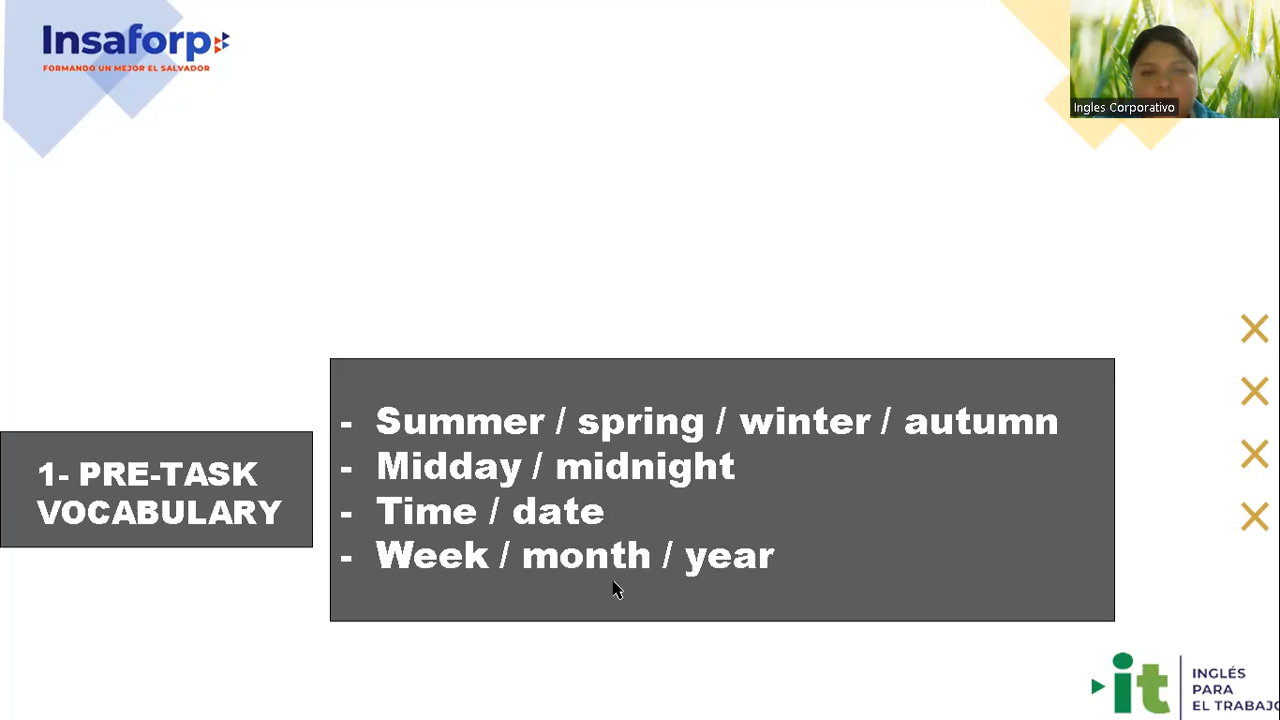 Insaforp
FORMANDO UN MEJOR EL SALVADOR
Ingles Corporativo
- Summer / spring / winter / autumn
- Midday / midnight
- Time / date
- Week / month / year
1- PRE-TASK
VOCABULARY
it
INGLÉS
PARA
EL TRABAJO